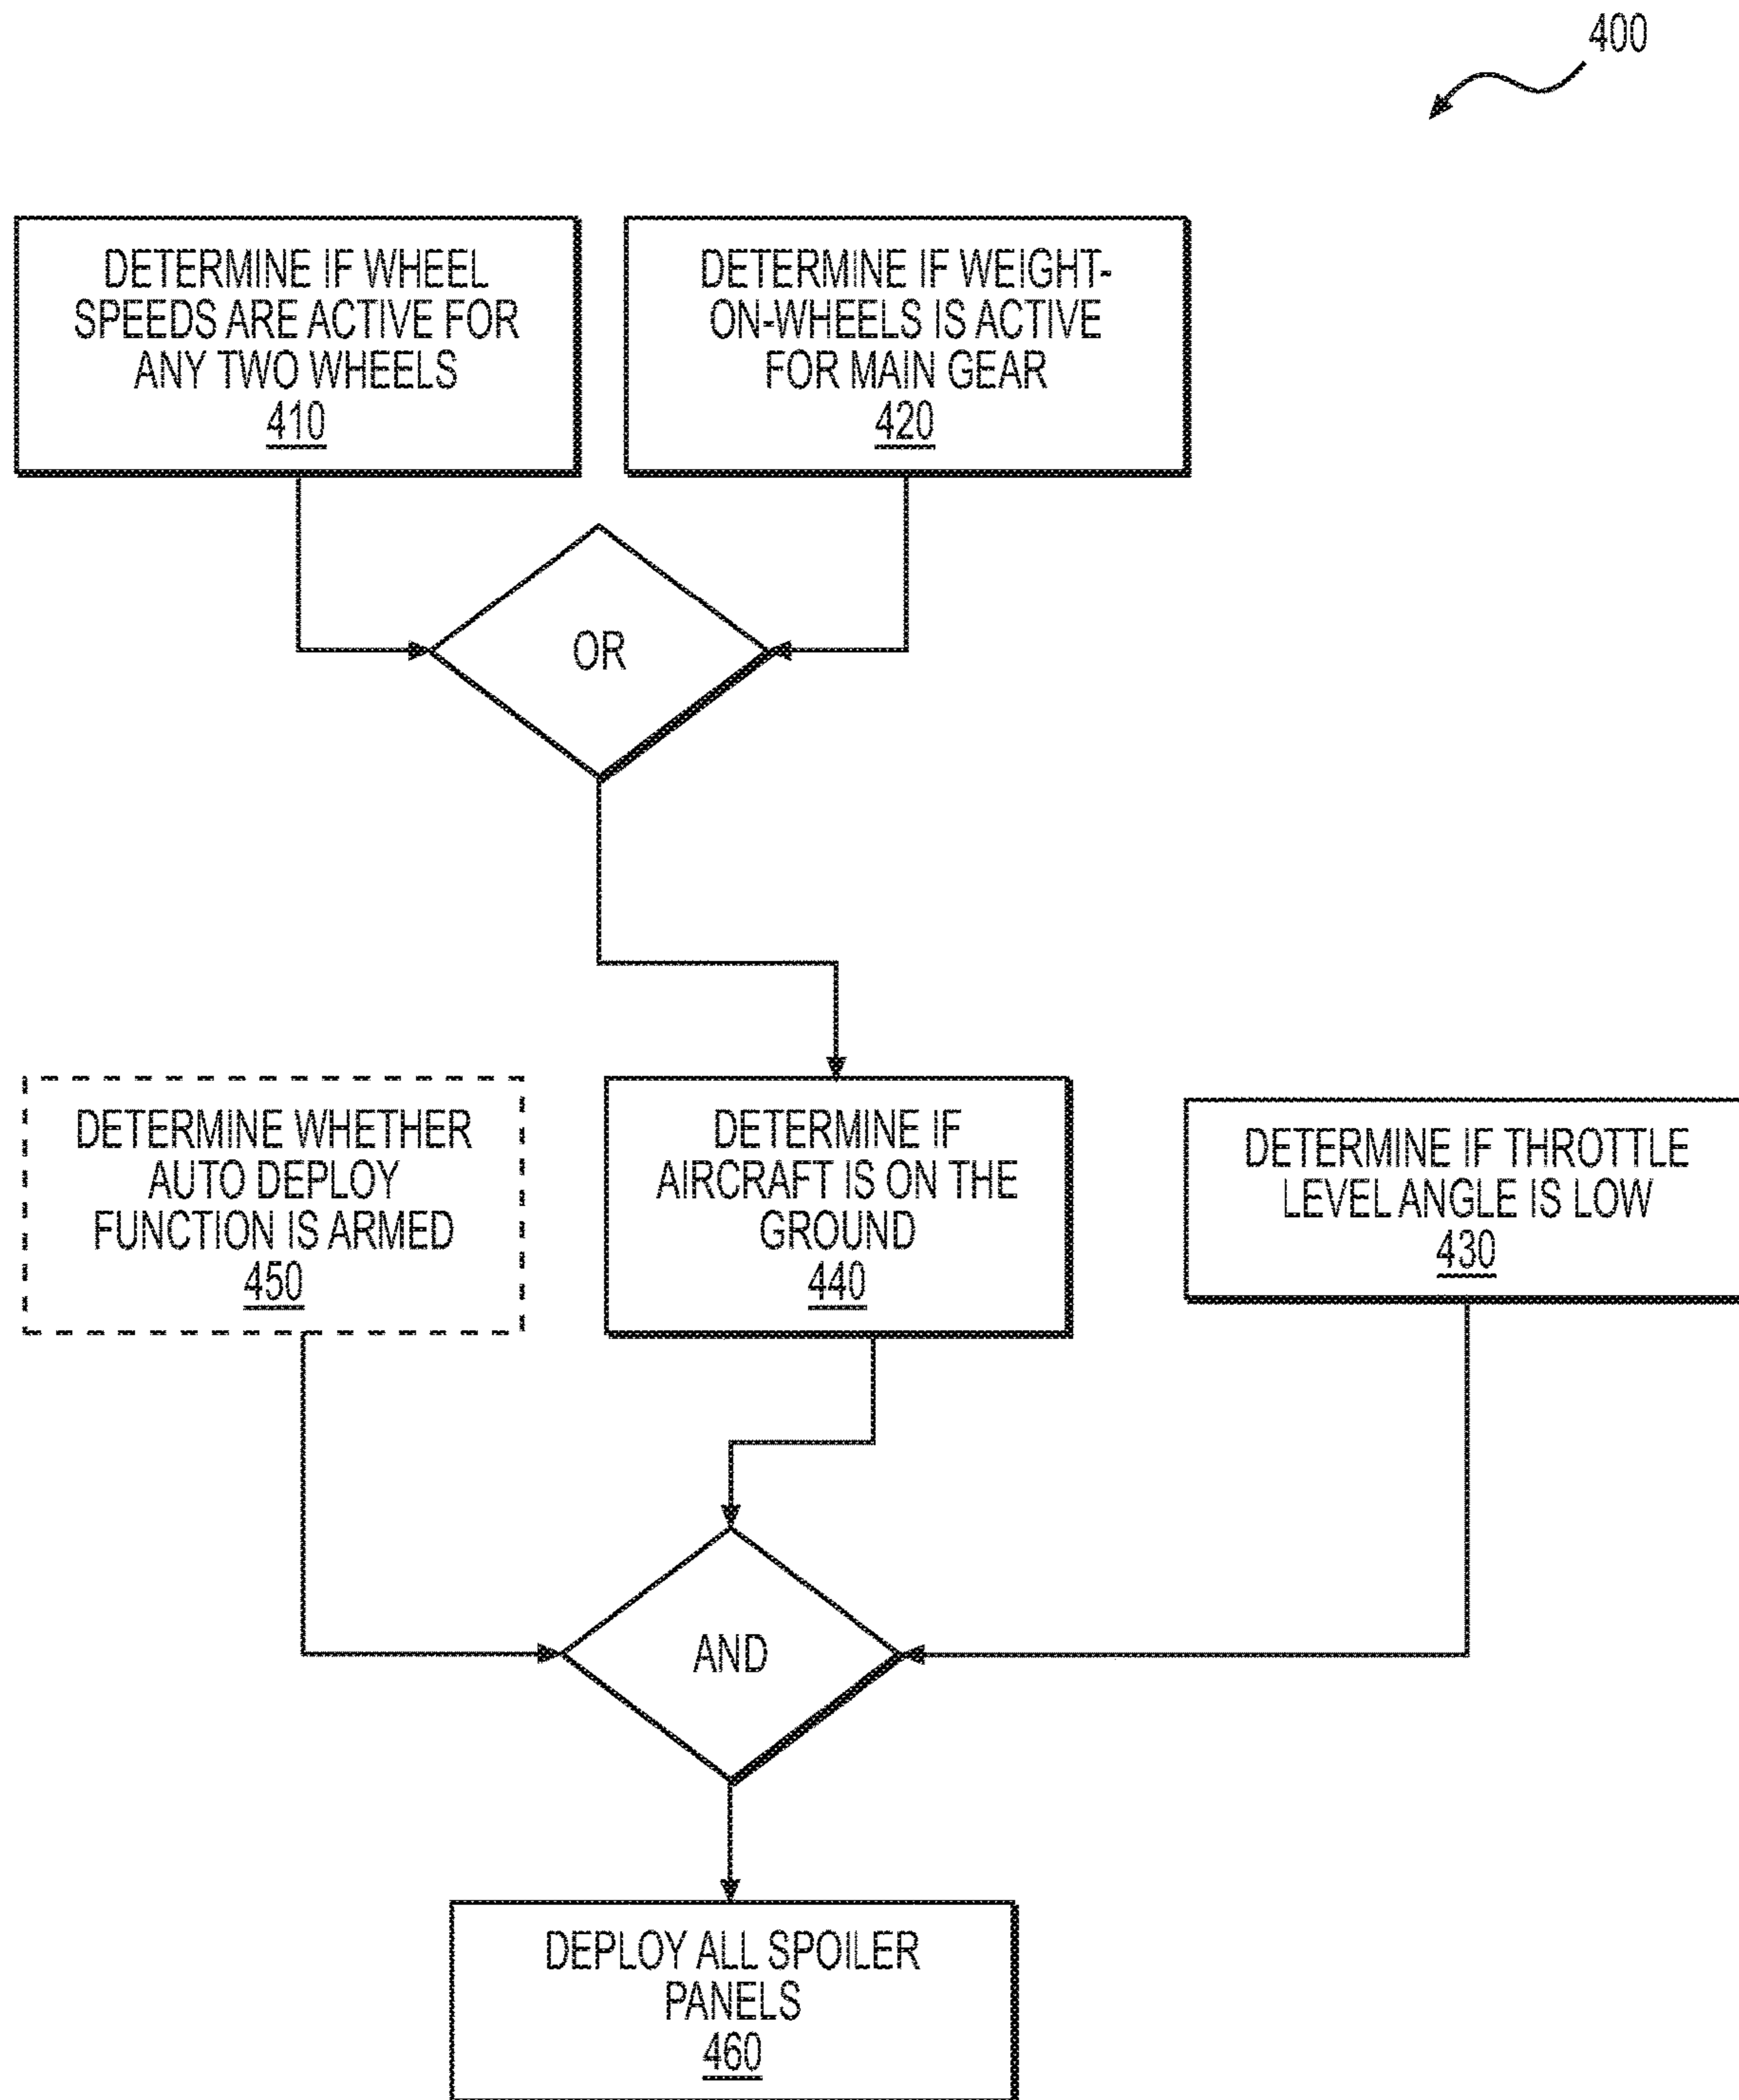 400
DETERMINE IF WHEEL
SPEEDS ARE ACTIVE FOR
ANY TWO WHEELS
410
DETERMINE IF WEIGHT-
ON-WHEELS IS ACTIVE
FOR MAIN GEAR
420
OR
DETERMINE WHETHER
AUTO DEPLOY
FUNCTION IS ARMED
450
DETERMINE IF
AIRCRAFT IS ON THE
GROUND
440
DETERMINE IF THROTTLE
LEVEL ANGLE IS LOW
430
AND
DEPLOY ALL SPOILER
PANELS
460